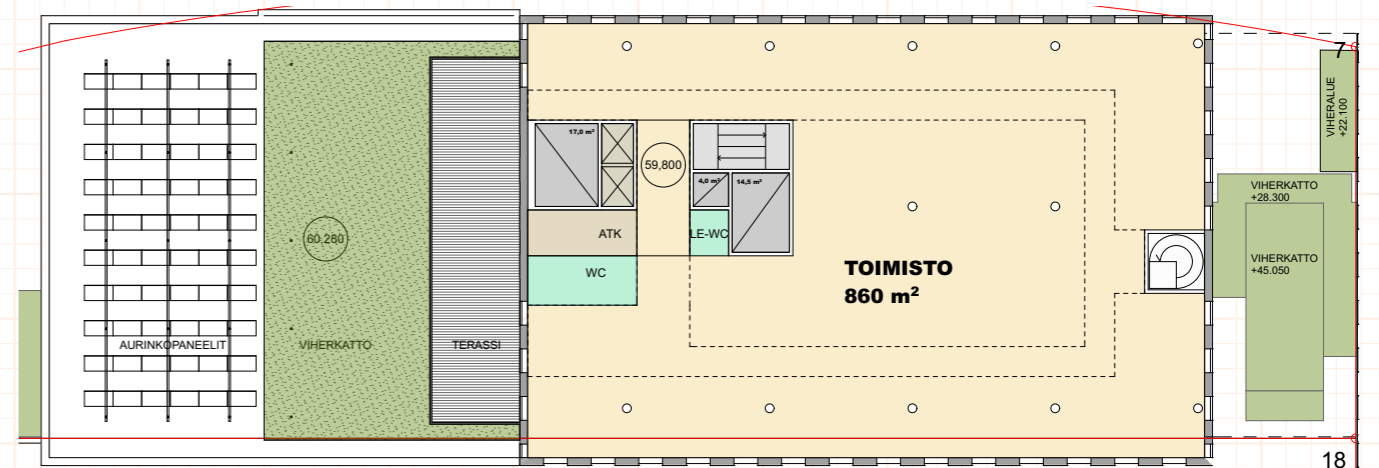 7
VIHERALUE
+22.100
17,0 m²
59,800
4,0 m²
14,5 m²
VIHERKATTO
+28.300
60,280
ATK
LE-WC
WC
TOIMISTO
860 m²
VIHERKATTO
+45.050
AURINKOPANEELIT
VIHERKATTO
TERASSI
18